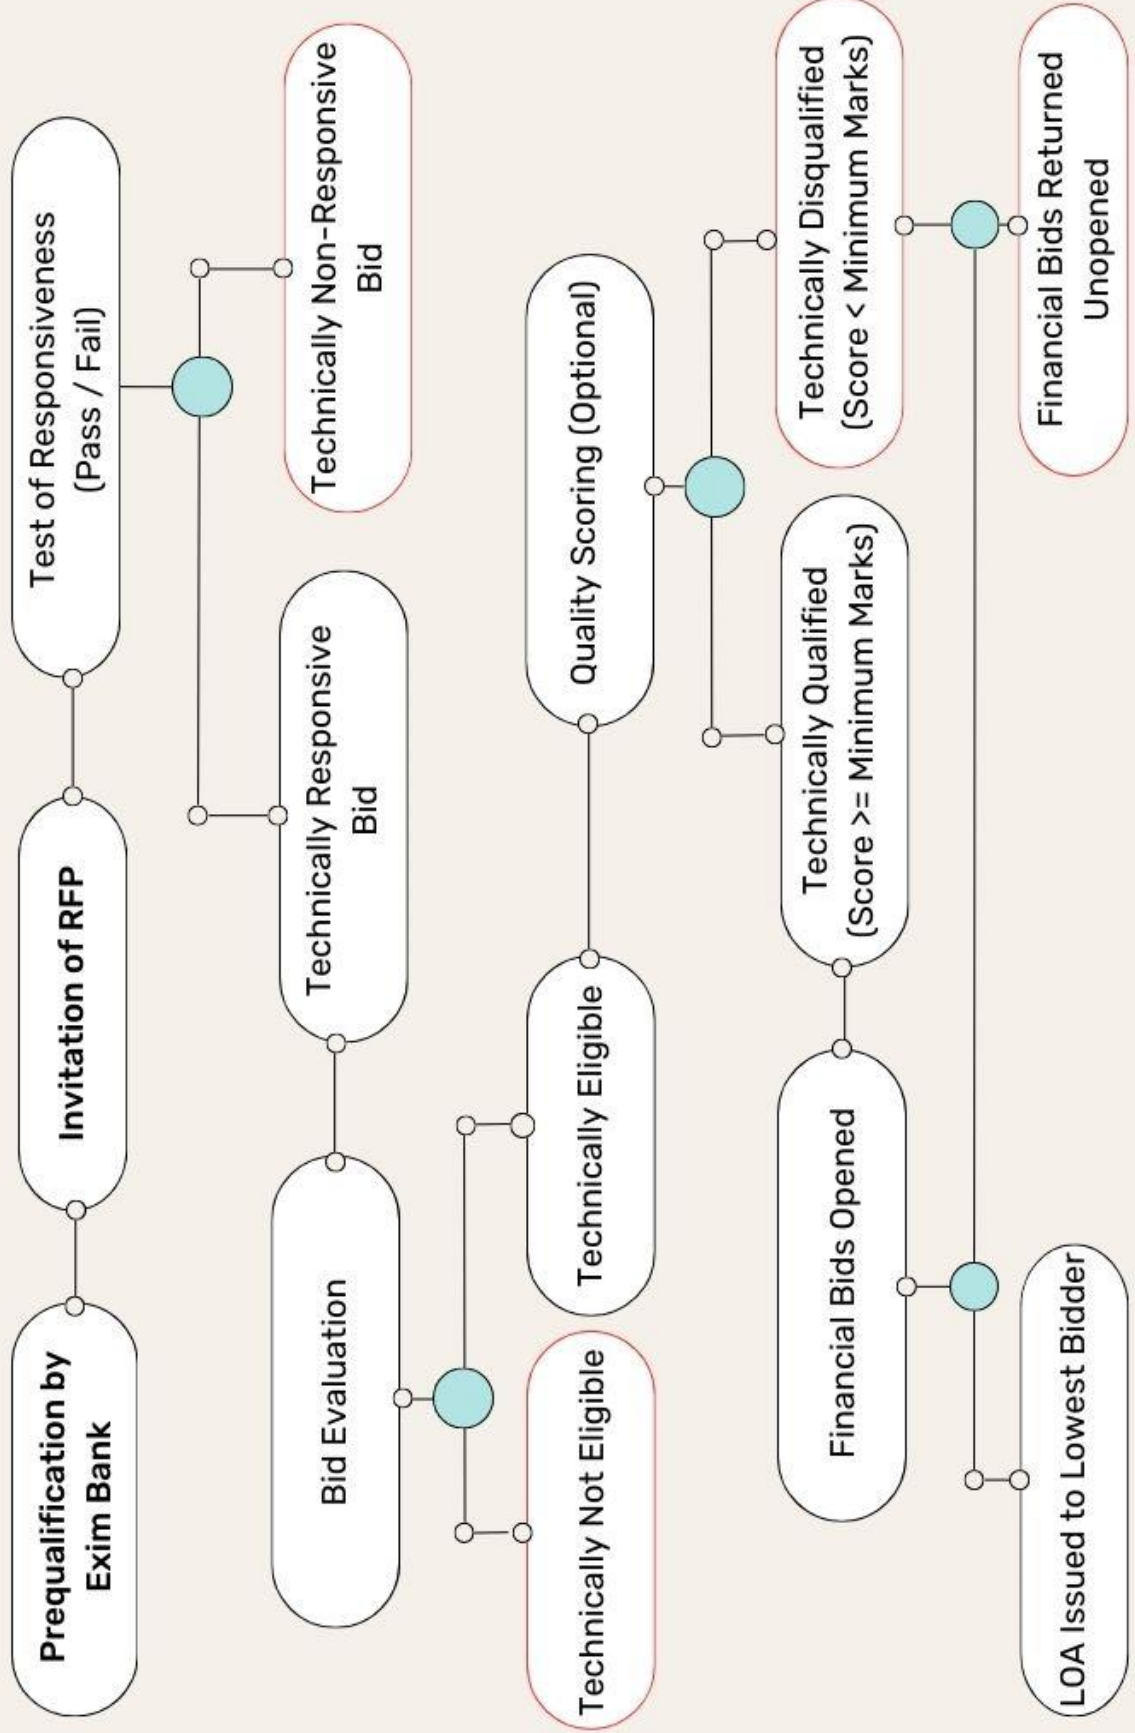 Prequalification by
Exim Bank
Invitation of RFP
Test of Responsiveness
(Pass / Fail)
Technically Responsive
Bid
Technically Non-Responsive
Bid
Bid Evaluation
Technically Not Eligible
Technically Eligible
Quality Scoring (Optional)
Technically Qualified
(Score >= Minimum Marks)
Technically Disqualified
(Score < Minimum Marks)
Financial Bids Opened
LOA Issued to Lowest Bidder
Financial Bids Returned
Unopened